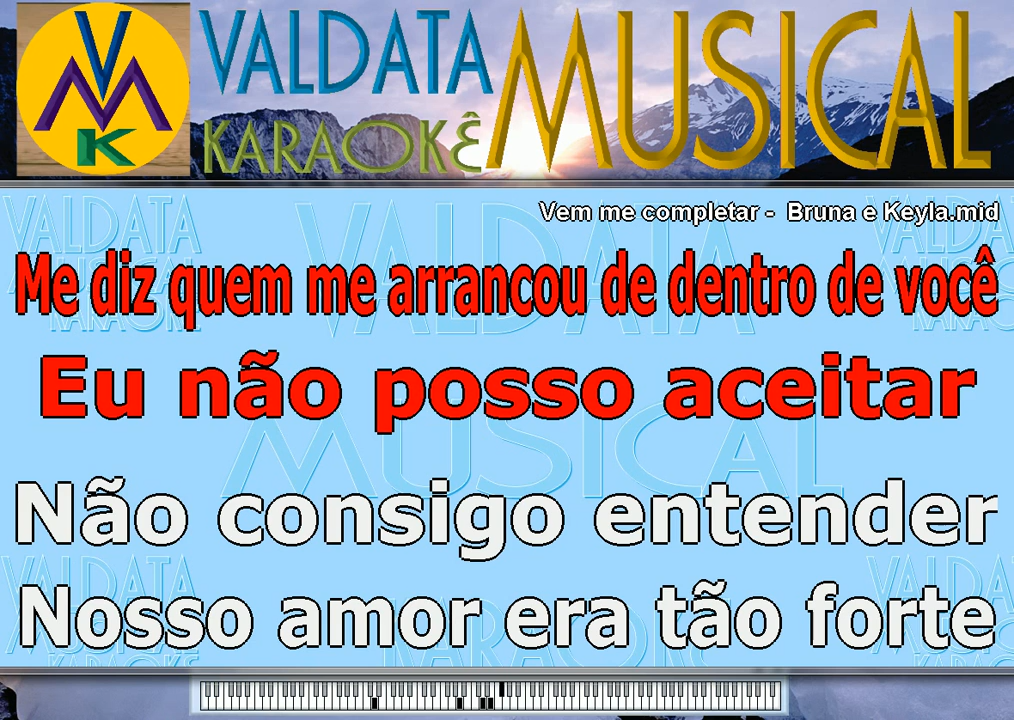 VMK
VALDATA
KARAOKÊ
MUSICAL
Vem me completar - Bruna e Keyla.mid
Me diz quem me arrancou de dentro de você
Eu não posso aceitar
Não consigo entender
Nosso amor era tão forte